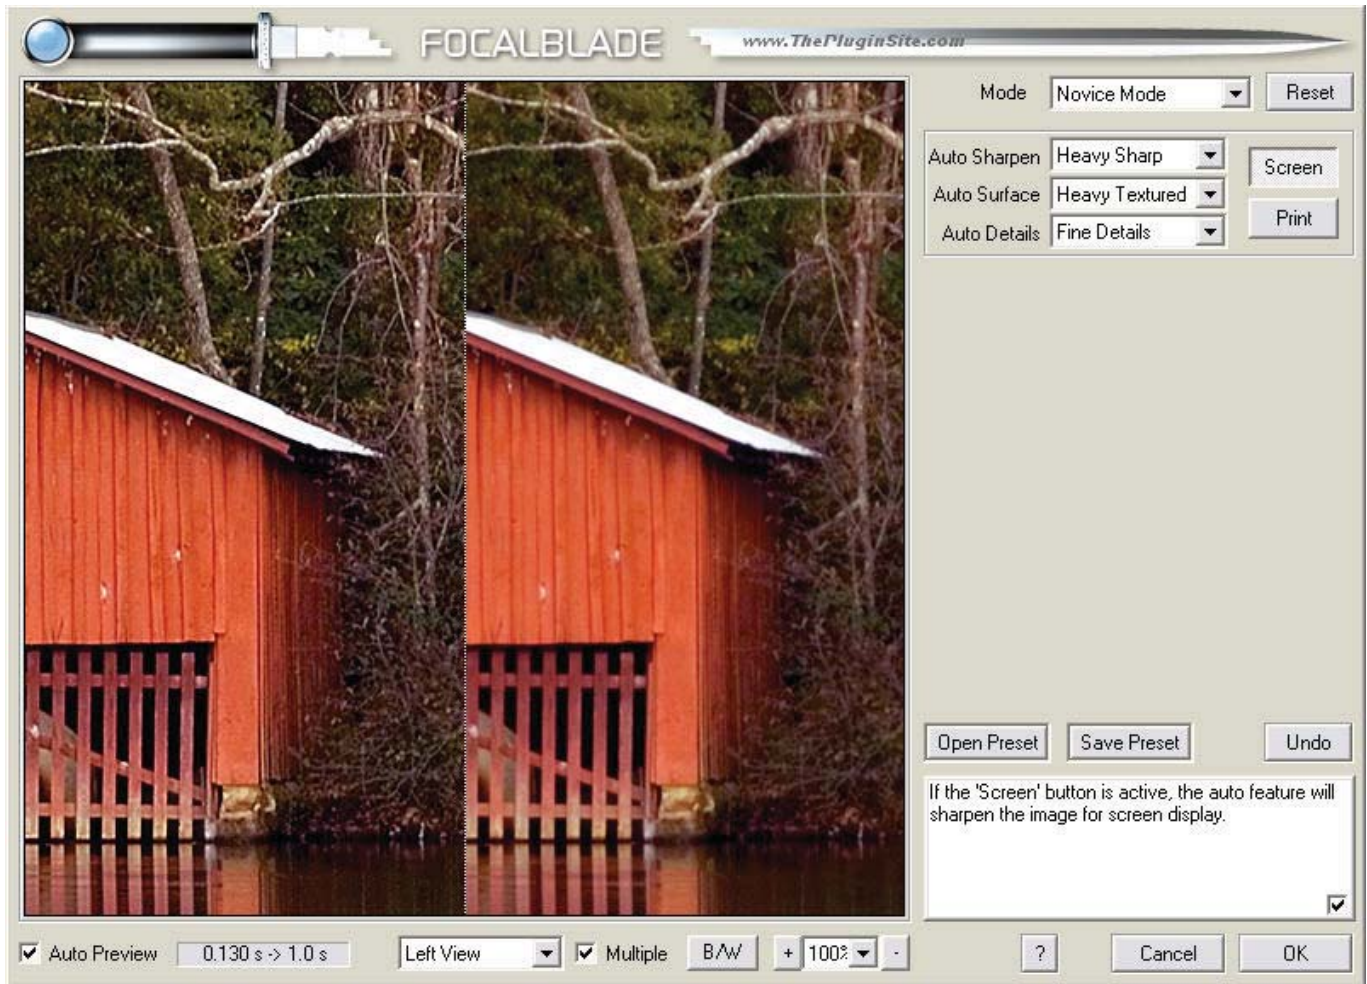 FOCALBLADE
www.ThePluginSite.com
Mode
Novice Mode
Reset
Auto Sharpen
Heavy Sharp
Screen
Auto Surface
Heavy Textured
Print
Auto Details
Fine Details
Open Preset
Save Preset
Undo
If the 'Screen' button is active, the auto feature will
sharpen the image for screen display.
Auto Preview
0.130 s -> 1.0 s
Left View
Multiple
B/W
+
100%
-
?
Cancel
OK